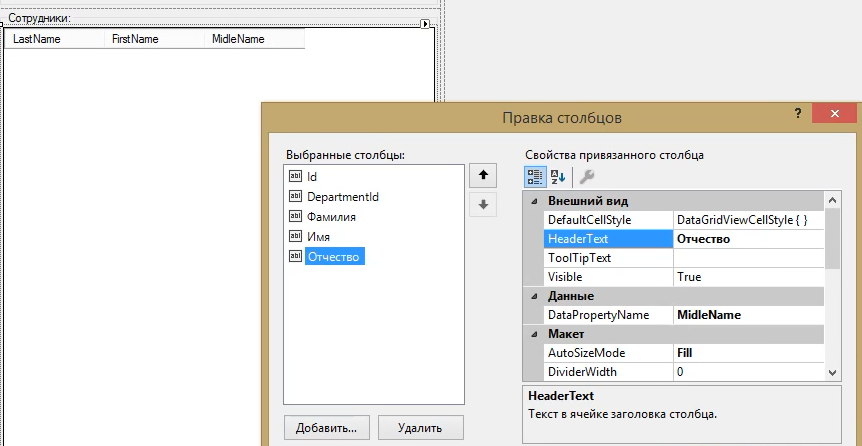 Сотрудники:
LastName FirstName MidleName
Правка столбцов
? ×
Выбранные столбцы:
Id
DepartmentId
Фамилия
Имя
Отчество
Добавить... Удалить
Свойства привязанного столбца
Внешний вид
DefaultCellStyle DataGridViewCellStyle { }
HeaderText Отчество
ToolTipText
Visible True
Данные
DataPropertyName MidleName
Макет
AutoSizeMode Fill
DividerWidth 0
HeaderText
Текст в ячейке заголовка столбца.